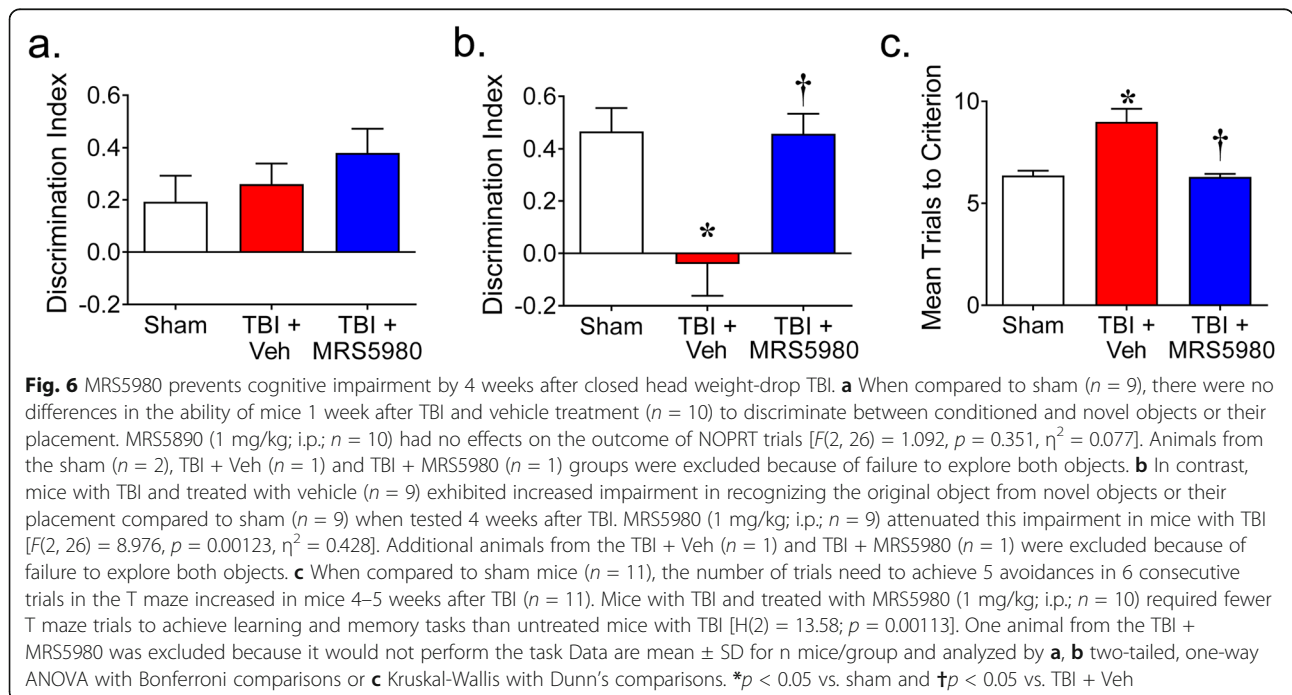 a.
b.
c.
Discrimination Index
0.6
0.4
0.2
0.0
-0.2
Sham
TBI +
Veh
TBI +
MRS5980
Discrimination Index
0.6
0.4
0.2
0.0
-0.2
*
†
Sham
TBI +
Veh
TBI +
MRS5980
Mean Trials to Criterion
10
5
0
*
†
Sham
TBI +
Veh
TBI +
MRS5980
Fig. 6 MRS5980 prevents cognitive impairment by 4 weeks after closed head weight-drop TBI. a When compared to sham (n = 9), there were no
differences in the ability of mice 1 week after TBI and vehicle treatment (n = 10) to discriminate between conditioned and novel objects or their
placement. MRS5890 (1 mg/kg; i.p.; n = 10) had no effects on the outcome of NOPRT trials [F(2, 26) = 1.092, p = 0.351, η2 = 0.077]. Animals from
the sham (n = 2), TBI + Veh (n = 1) and TBI + MRS5980 (n = 1) groups were excluded because of failure to explore both objects. b In contrast,
mice with TBI and treated with vehicle (n = 9) exhibited increased impairment in recognizing the original object from novel objects or their
placement compared to sham (n = 9) when tested 4 weeks after TBI. MRS5980 (1 mg/kg; i.p.; n = 9) attenuated this impairment in mice with TBI
[F(2, 26) = 8.976, p = 0.00123, η2 = 0.428]. Additional animals from the TBI + Veh (n = 1) and TBI + MRS5980 (n = 1) were excluded because of
failure to explore both objects. c When compared to sham mice (n = 11), the number of trials need to achieve 5 avoidances in 6 consecutive
trials in the T maze increased in mice 4–5 weeks after TBI (n = 11). Mice with TBI and treated with MRS5980 (1 mg/kg; i.p.; n = 10) required fewer
T maze trials to achieve learning and memory tasks than untreated mice with TBI [H(2) = 13.58; p = 0.00113]. One animal from the TBI +
MRS5980 was excluded because it would not perform the task Data are mean ± SD for n mice/group and analyzed by a, b two-tailed, one-way
ANOVA with Bonferroni comparisons or c Kruskal-Wallis with Dunn's comparisons. *p < 0.05 vs. sham and †p < 0.05 vs. TBI + Veh